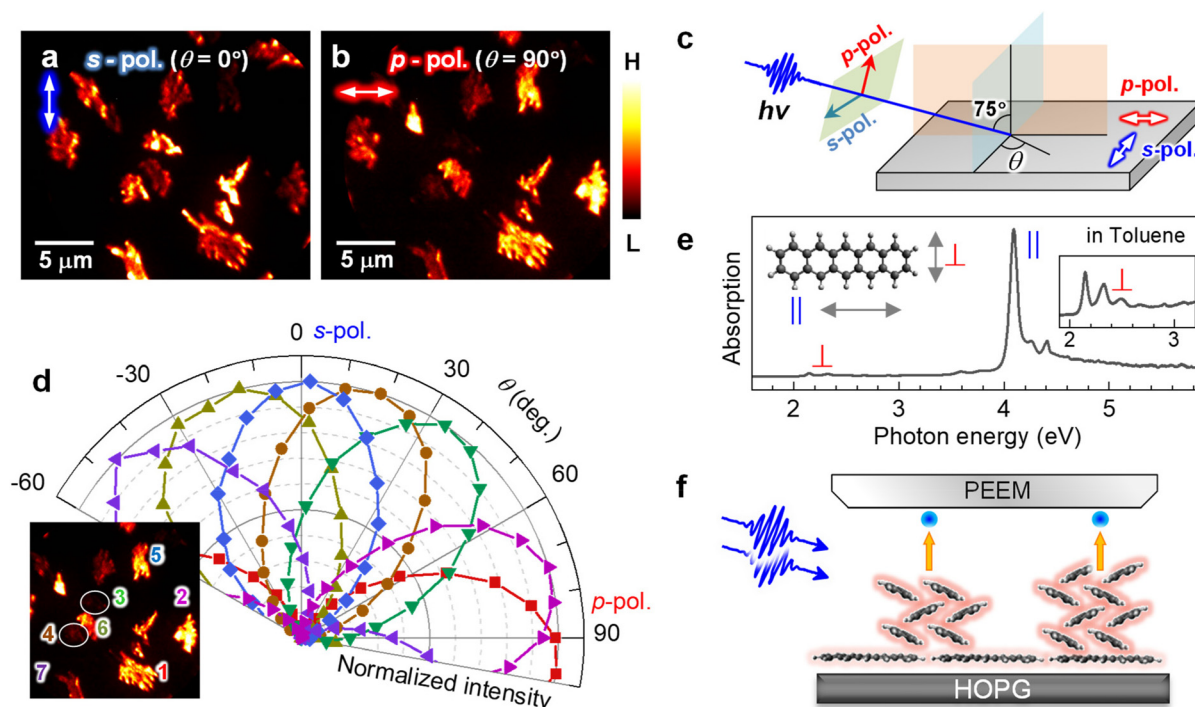 a
s - pol. (θ = 0°)
5 μm
b
p - pol. (θ = 90°)
5 μm
H
L
c
p-pol.
s-pol.
hν
75°
θ
p-pol.
s-pol.
d
0
s-pol.
-30
30
θ (deg.)
-60
60
p-pol.
90
Normalized intensity
5
3
2
4
6
7
1
e
Absorption
⊥
||
||
⊥
in Toluene
⊥
2
3
2
3
4
5
Photon energy (eV)
f
PEEM
HOPG